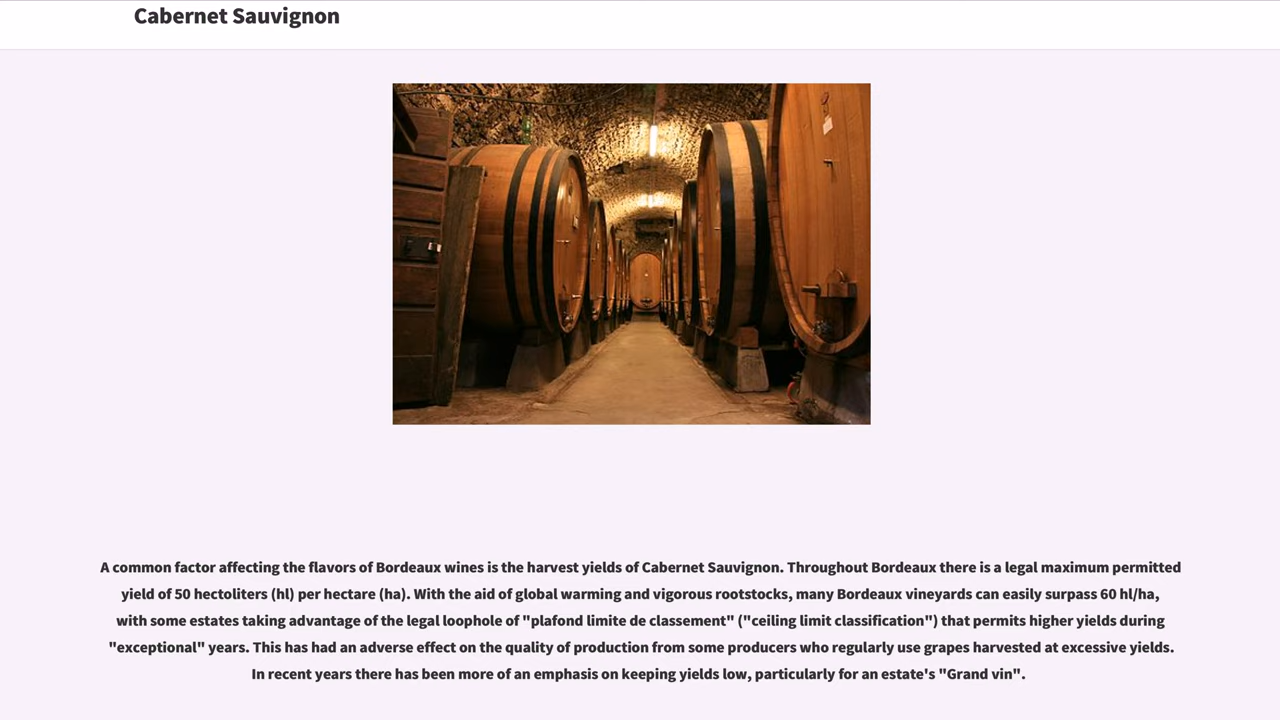 Cabernet Sauvignon
A common factor affecting the flavors of Bordeaux wines is the harvest yields of Cabernet Sauvignon. Throughout Bordeaux there is a legal maximum permitted
yield of 50 hectoliters (hl) per hectare (ha). With the aid of global warming and vigorous rootstocks, many Bordeaux vineyards can easily surpass 60 hl/ha,
with some estates taking advantage of the legal loophole of "plafond limite de classement" ("ceiling limit classification") that permits higher yields during
"exceptional" years. This has had an adverse effect on the quality of production from some producers who regularly use grapes harvested at excessive yields.
In recent years there has been more of an emphasis on keeping yields low, particularly for an estate's "Grand vin".